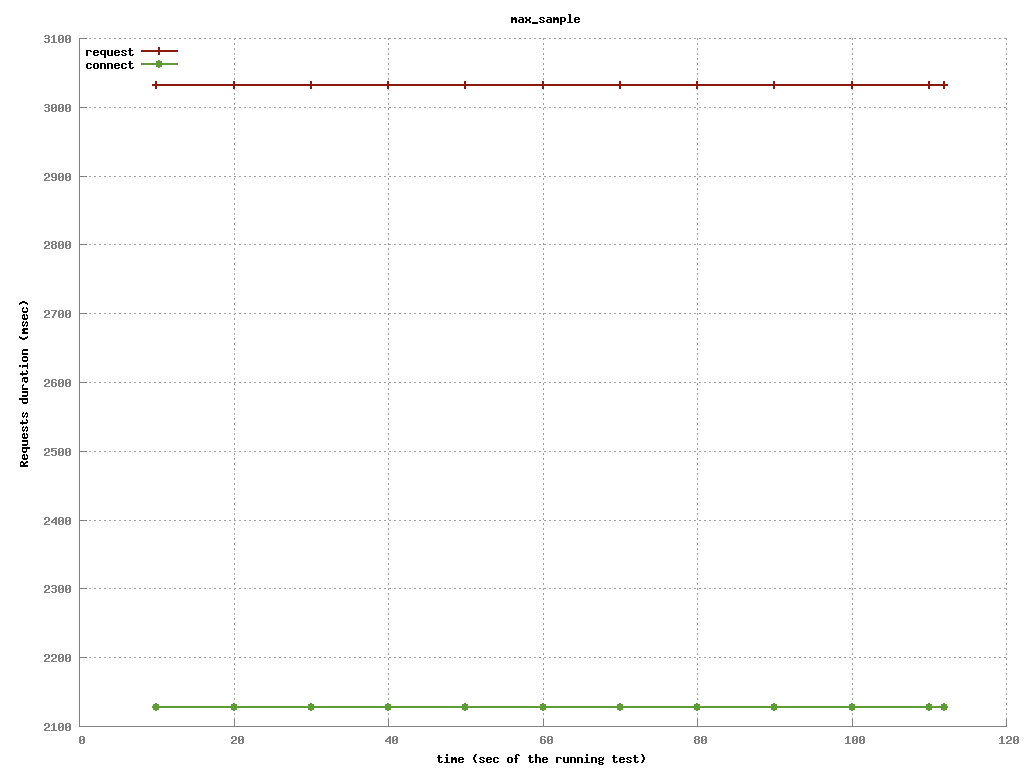 max_sample
3100
request
connect
3000
2900
2800
2700
2600
2500
2400
2300
2200
2100
Requests duration (msec)
0 20 40 60 80 100 120
time (sec of the running test)